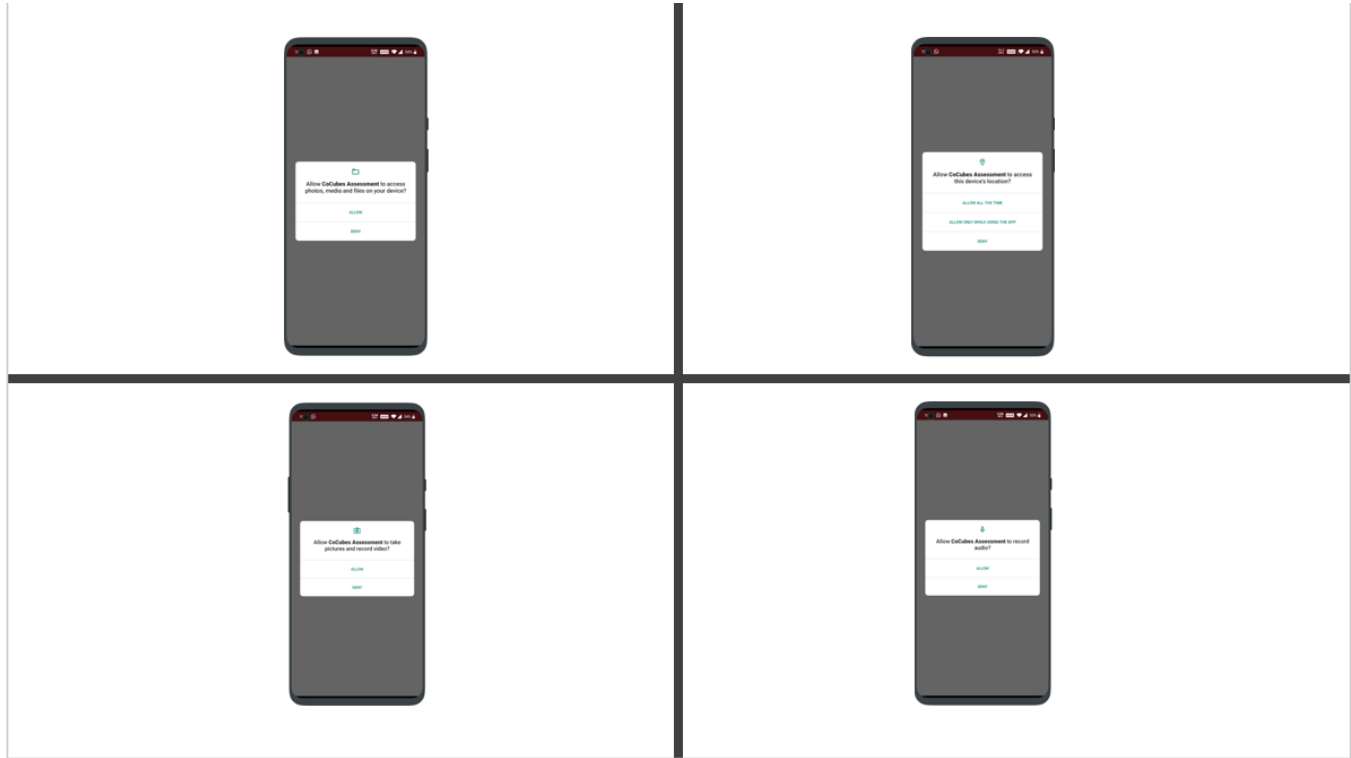 Allow CoCubes Assessment to access
photos, media and files on your device?
ALLOW
DENY
Allow CoCubes Assessment to access
this device's location?
ALLOW ALL THE TIME
ALLOW ONLY WHILE USING THE APP
DENY
Allow CoCubes Assessment to take
pictures and record video?
ALLOW
DENY
Allow CoCubes Assessment to record
audio?
ALLOW
DENY